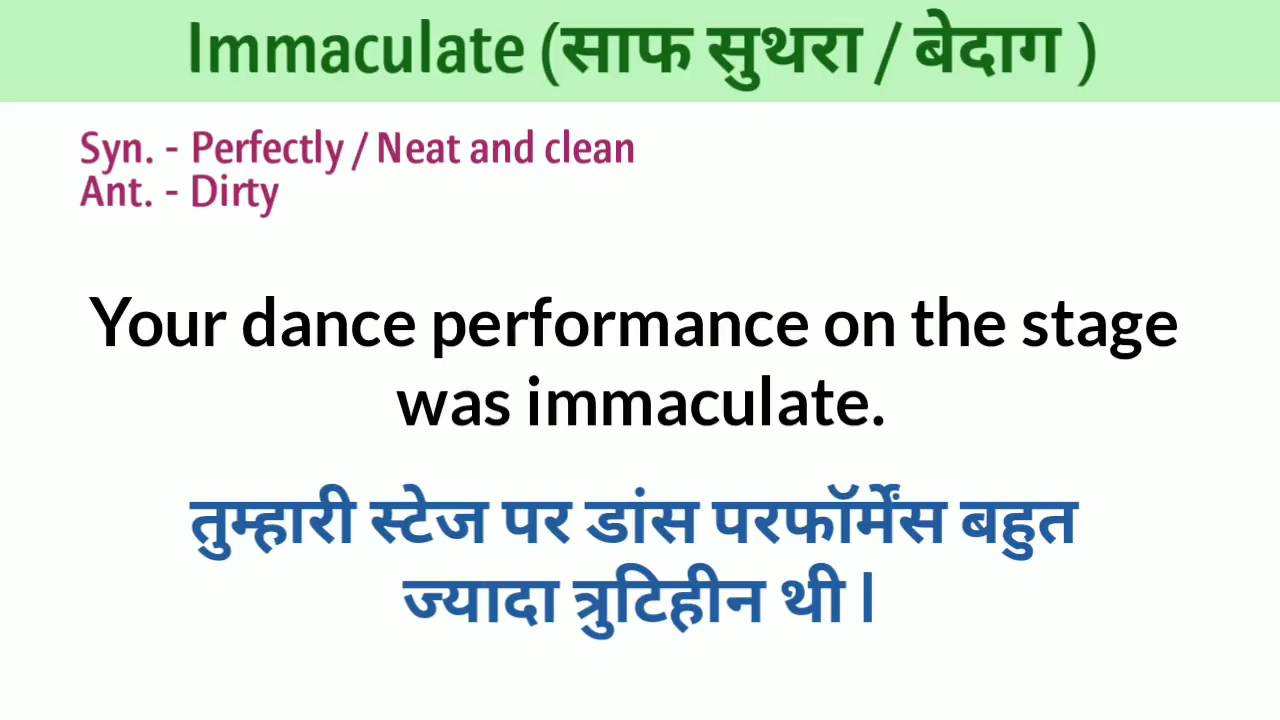 Immaculate (साफ सुथरा / बेदाग )
Syn. - Perfectly / Neat and clean
Ant. - Dirty
Your dance performance on the stage
was immaculate.
तुम्हारी स्टेज पर डांस परफॉर्मेंस बहुत
ज्यादा त्रुटिहीन थी।